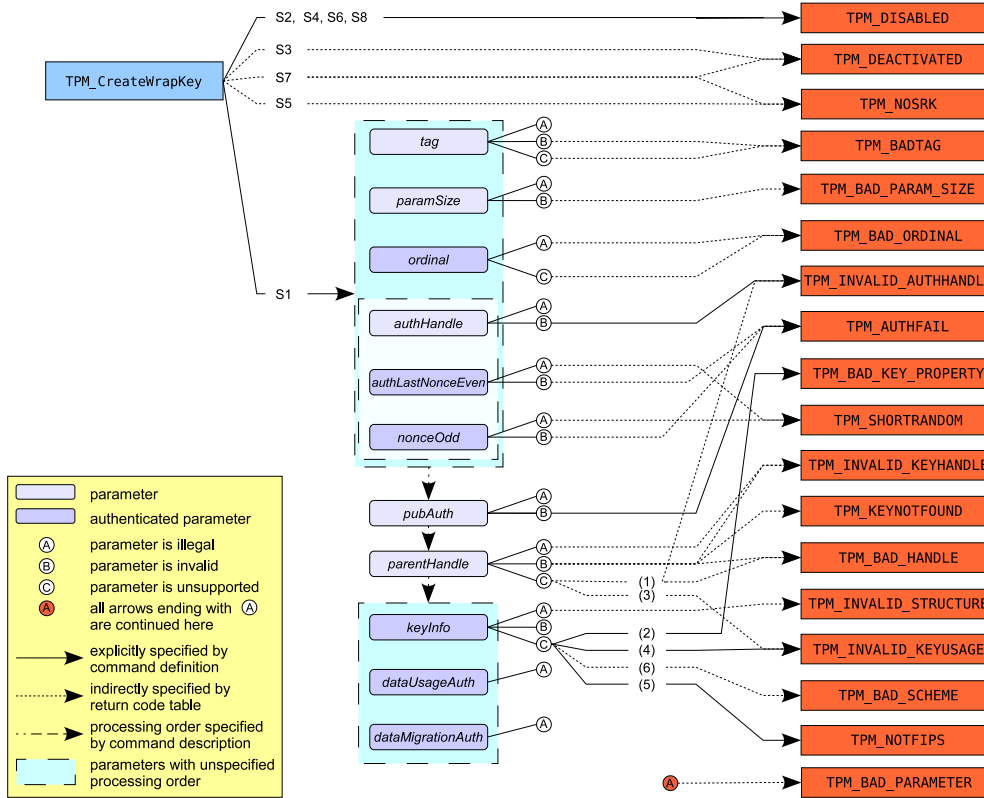 S2, S4, S6, S8
TPM_DISABLED
S3
TPM_DEACTIVATED
TPM_CreateWrapKey
S7
S5
TPM_NOSRK
tag
A
B
C
TPM_BADTAG
paramSize
A
B
TPM_BAD_PARAM_SIZE
ordinal
A
C
TPM_BAD_ORDINAL
S1
TPM_INVALID_AUTHHANDL
authHandle
A
B
TPM_AUTHFAIL
authLastNonceEven
A
B
TPM_BAD_KEY_PROPERTY
nonceOdd
A
B
TPM_SHORTRANDOM
TPM_INVALID_KEYHANDLE
pubAuth
A
B
TPM_KEYNOTFOUND
parentHandle
A
B
C
(1)
(3)
TPM_BAD_HANDLE
keyInfo
A
B
C
(2)
(4)
(6)
(5)
TPM_INVALID_STRUCTURE
TPM_INVALID_KEYUSAGE
dataUsageAuth
A
TPM_BAD_SCHEME
dataMigrationAuth
A
TPM_NOTFIPS
A
TPM_BAD_PARAMETER
parameter
authenticated parameter
A parameter is illegal
B parameter is invalid
C parameter is unsupported
A all arrows ending with A
are continued here
explicitly specified by
command definition
indirectly specified by
return code table
processing order specified
by command description
parameters with unspecified
processing order